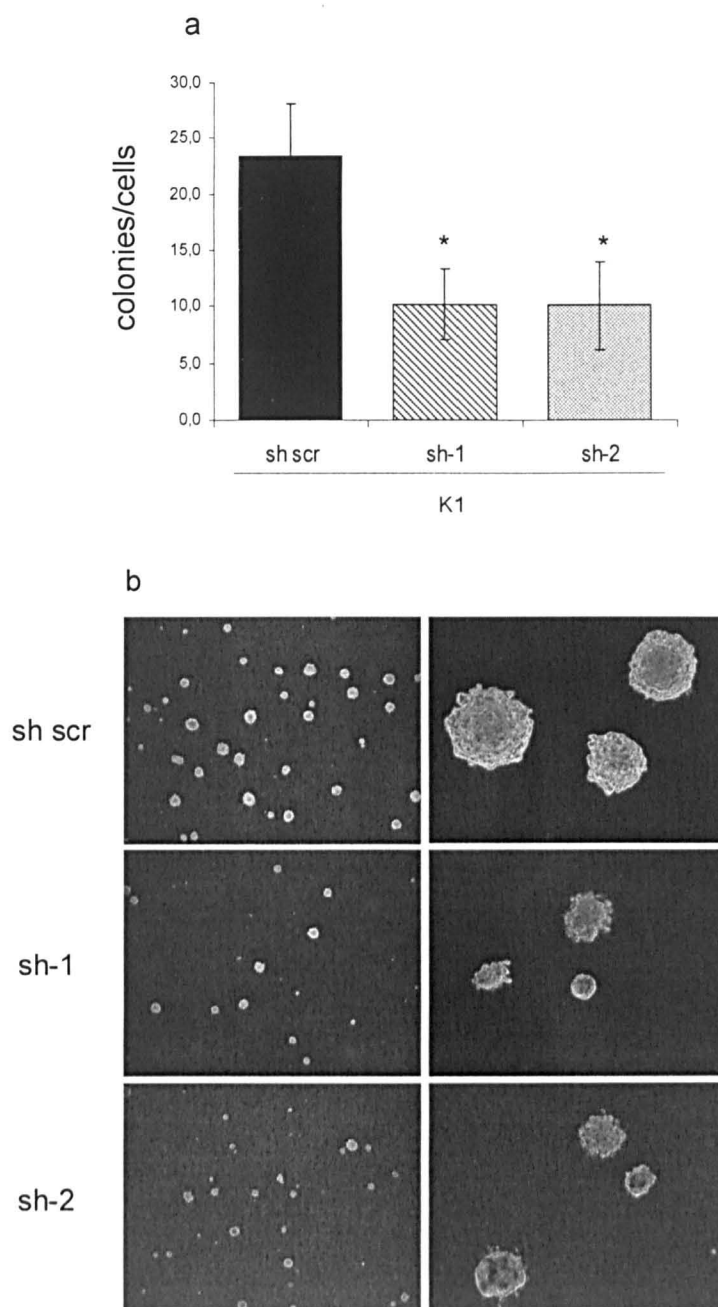 a
30,0
25,0
20,0
15,0
10,0
5,0
0,0
colonies/cells
* *
sh scr sh-1 sh-2
K1
b
sh scr
sh-1
sh-2